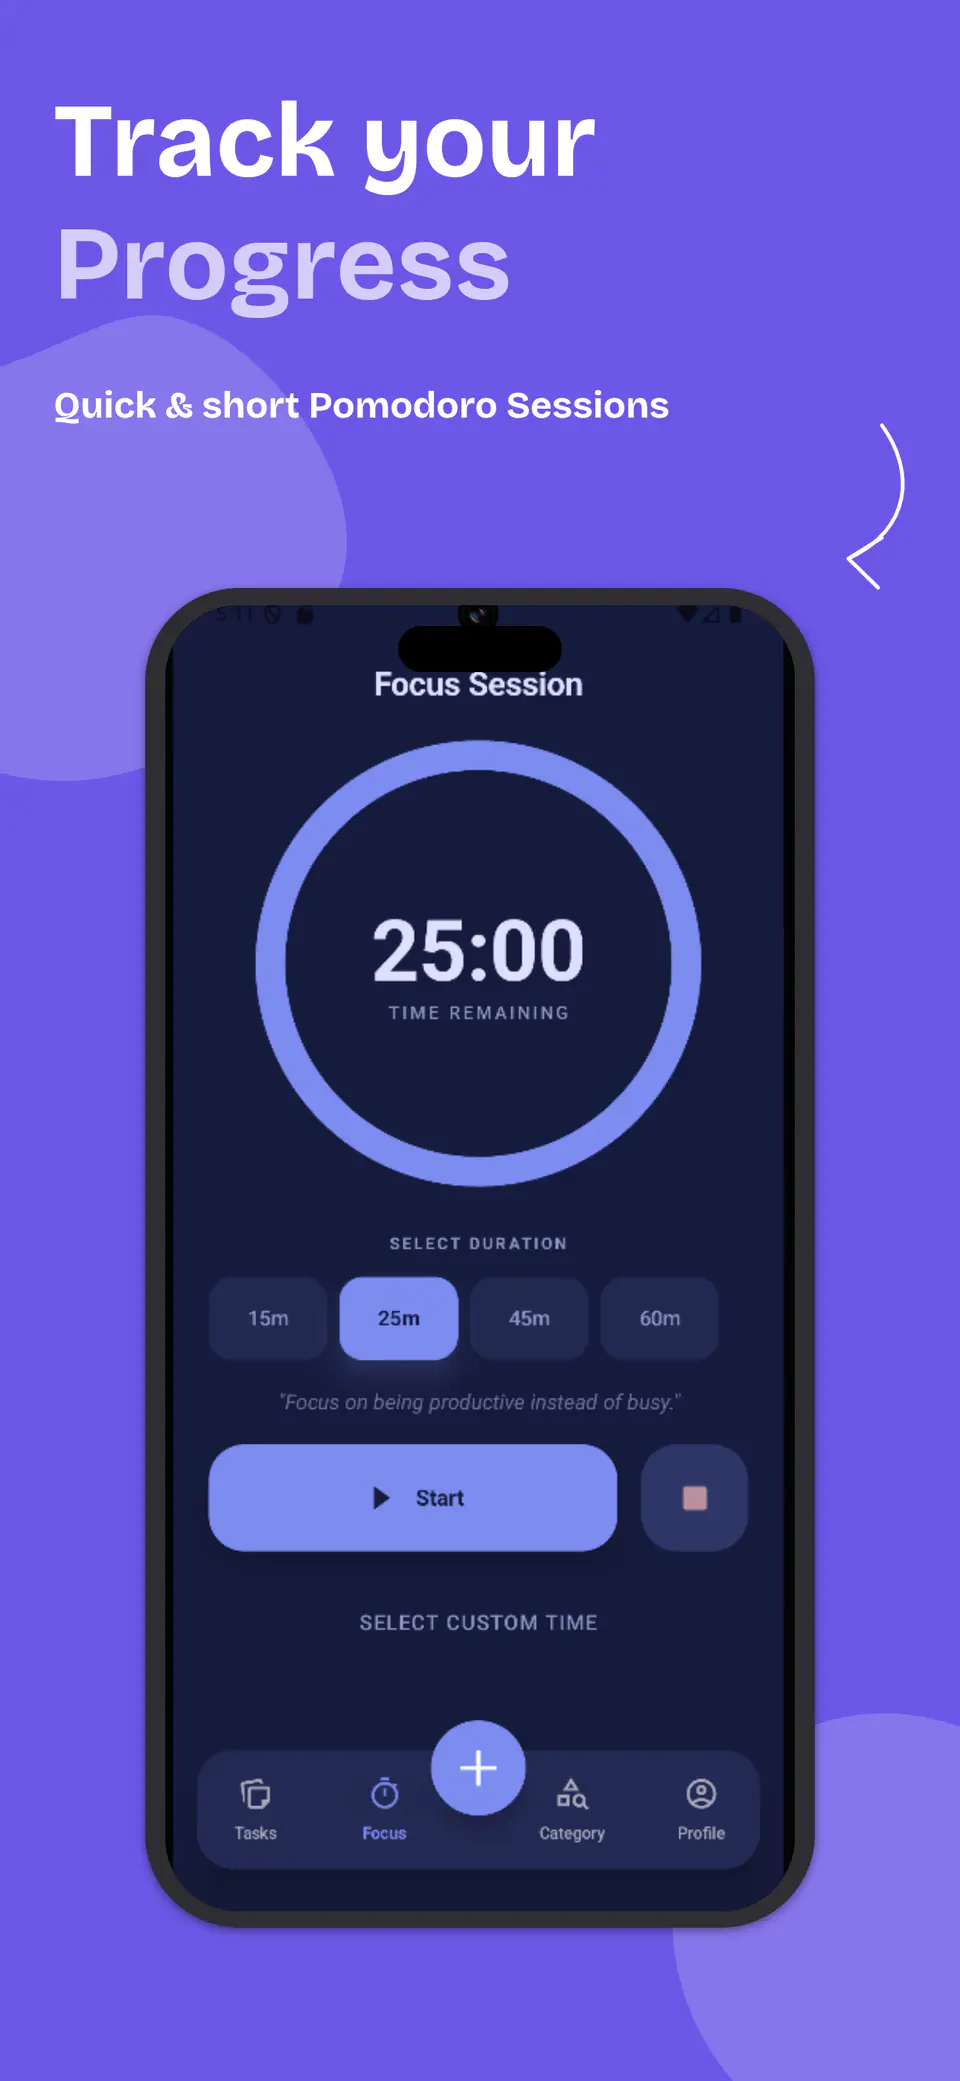 Track your
Progress
Quick & short Pomodoro Sessions
Focus Session
25:00
TIME REMAINING
SELECT DURATION
15m 25m 45m 60m
"Focus on being productive instead of busy."
Start
SELECT CUSTOM TIME
Tasks Focus Category Profile